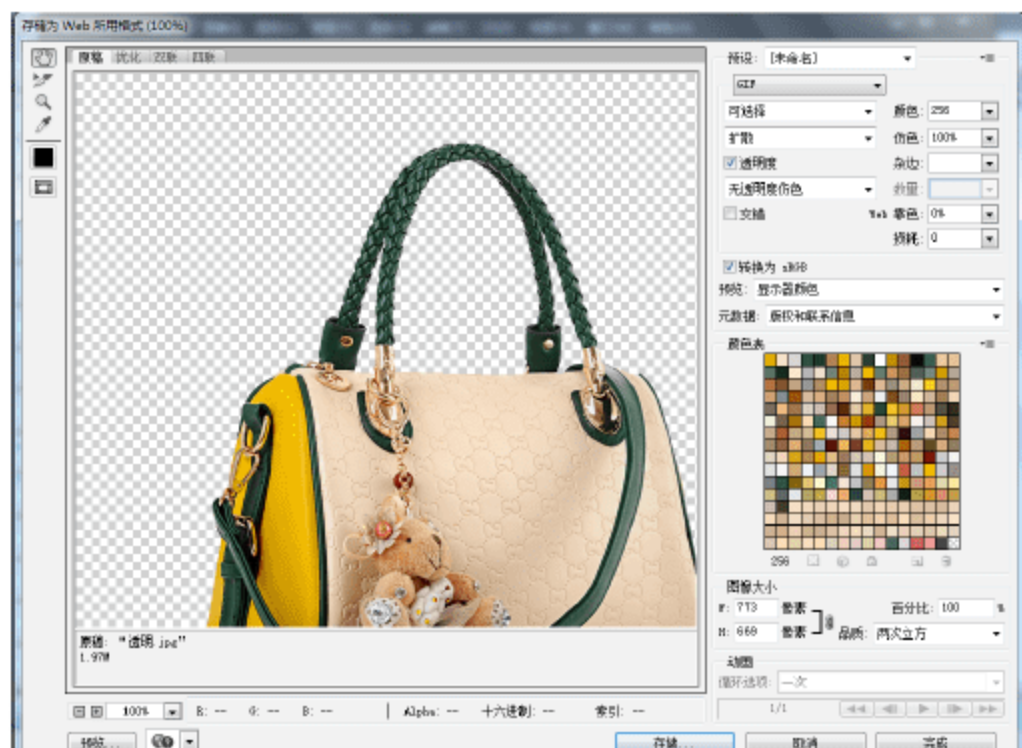 存储为 Web 所用格式 (100%)
原稿 优化 双联 四联
预设: [未命名]
GIF
可选择 颜色: 256
扩散 仿色: 100%
透明度 杂边:
无透明度仿色 数量:
交错 Web 靠色: 0%
损耗: 0
转换为 sRGB
预览: 显示器颜色
元数据: 版权和联系信息
颜色表
256
图像大小
W: 773 像素 百分比: 100 %
H: 669 像素 品质: 两次立方
动画
循环选项: 一次
1/1
原稿: "透明.jpg"
1.97M
100% R: -- G: -- B: -- Alpha: -- 十六进制: -- 索引: --
预览... 存储... 取消 完成